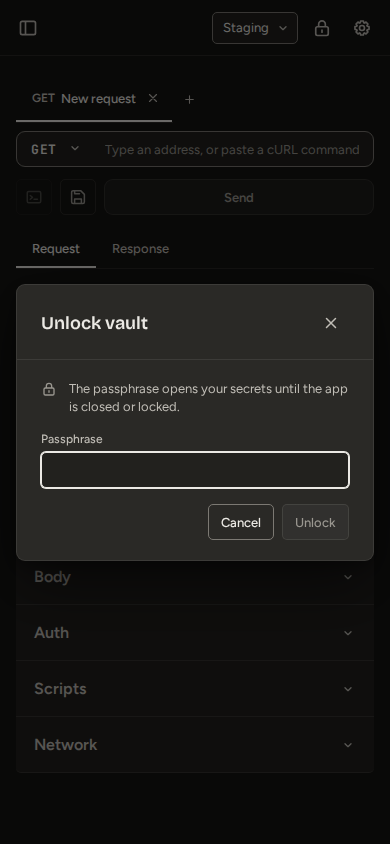 Staging
GET New request
GET Type an address, or paste a cURL command
Send
Request Response
Unlock vault
The passphrase opens your secrets until the app
is closed or locked.
Passphrase
Cancel Unlock
Body
Auth
Scripts
Network